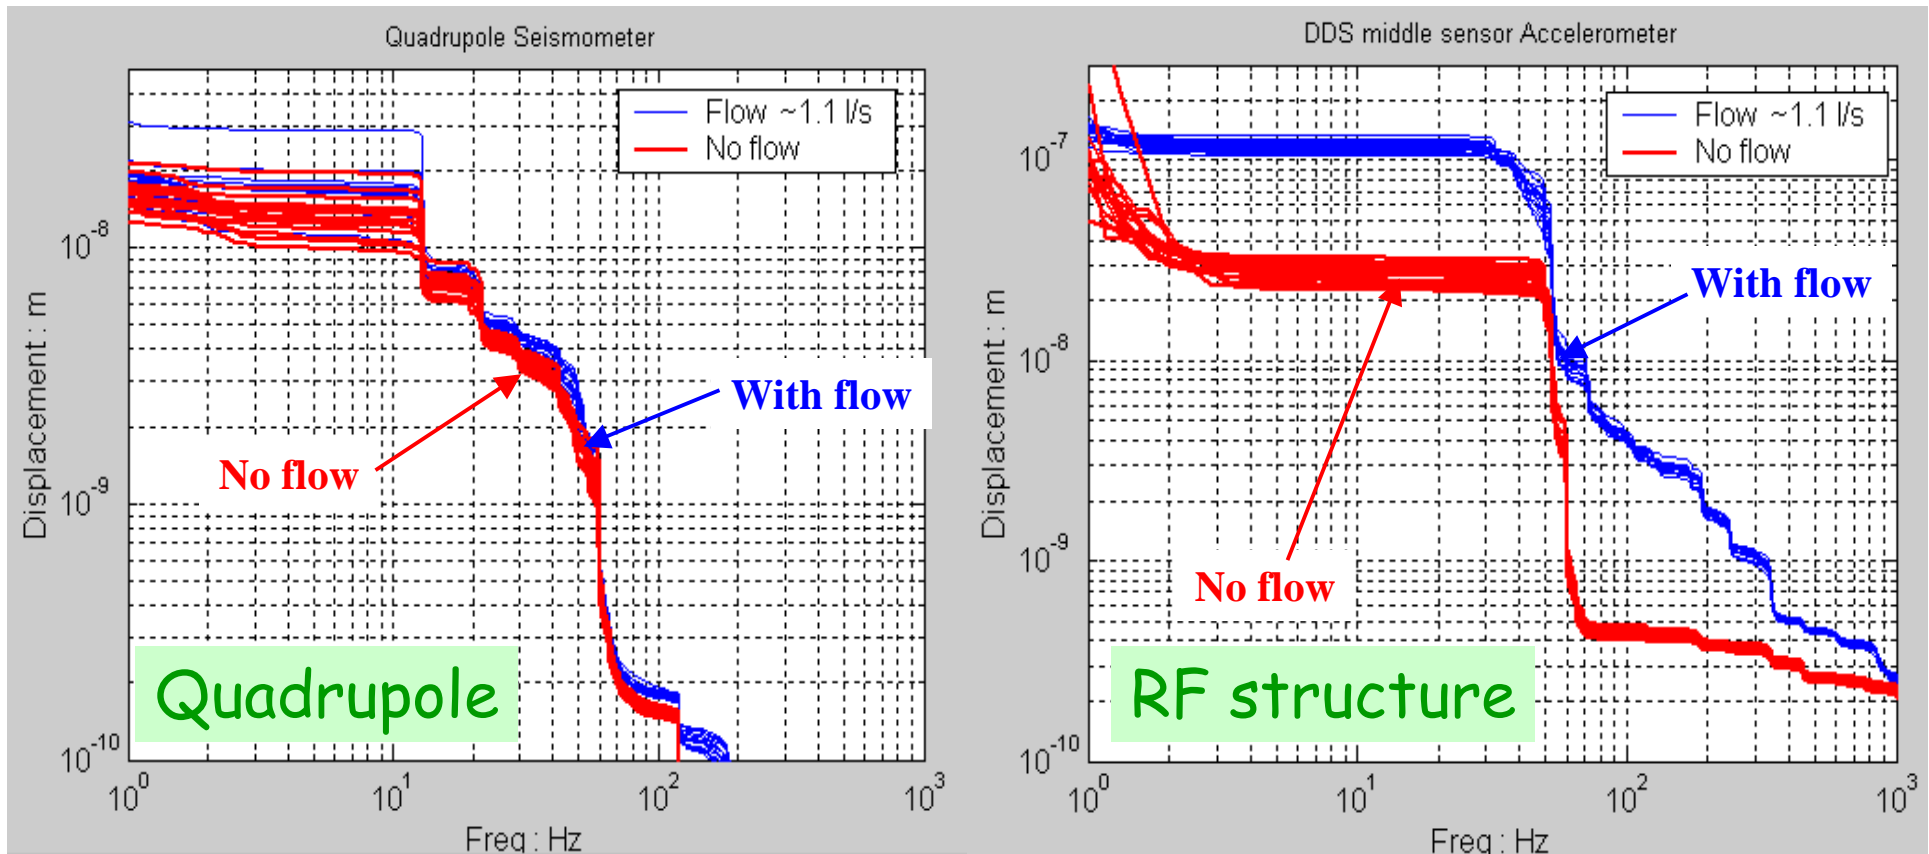 Quadrupole Seismometer
Flow ~1.1 l/s
No flow
Displacement : m
10^-8
10^-9
10^-10
With flow
No flow
Quadrupole
10^0
10^1
10^2
10^3
Freq : Hz
DDS middle sensor Accelerometer
Flow ~1.1 l/s
No flow
Displacement : m
10^-7
10^-8
10^-9
10^-10
With flow
No flow
RF structure
10^0
10^1
10^2
10^3
Freq : Hz